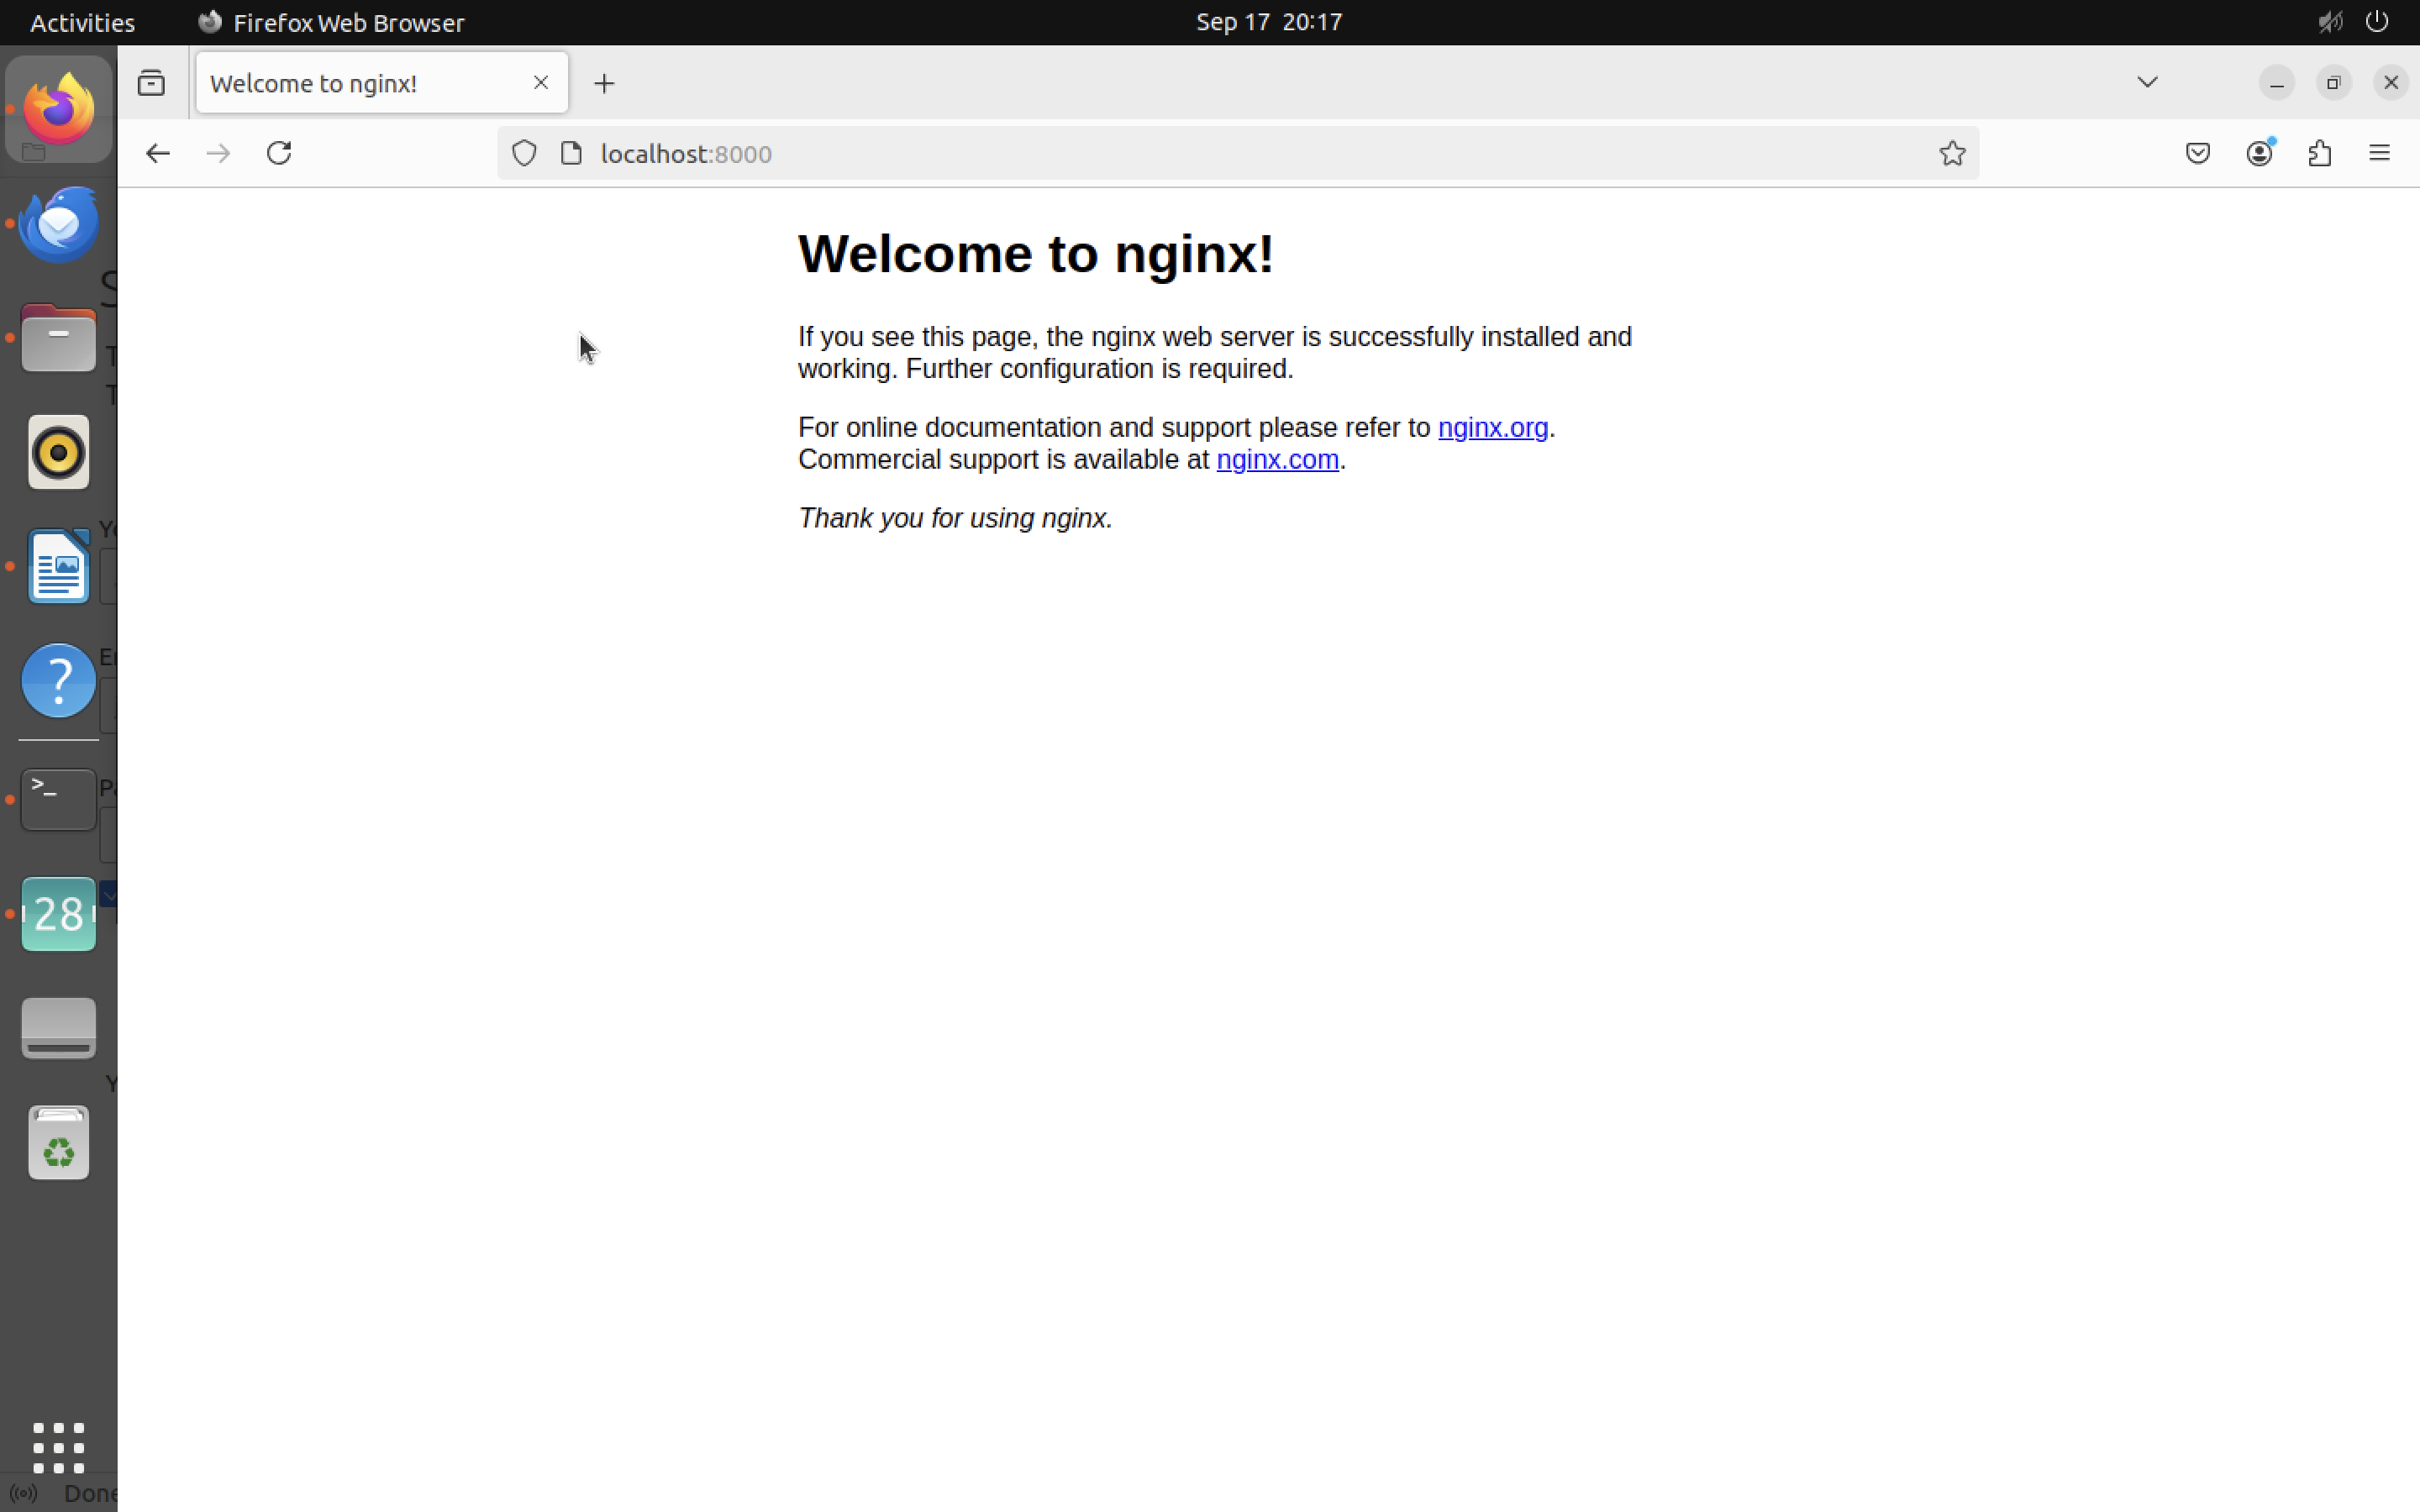 Activities
Firefox Web Browser
Sep 17 20:17
Welcome to nginx!
localhost:8000
Welcome to nginx!
If you see this page, the nginx web server is successfully installed and
working. Further configuration is required.
For online documentation and support please refer to nginx.org.
Commercial support is available at nginx.com.
Thank you for using nginx.
28
Done